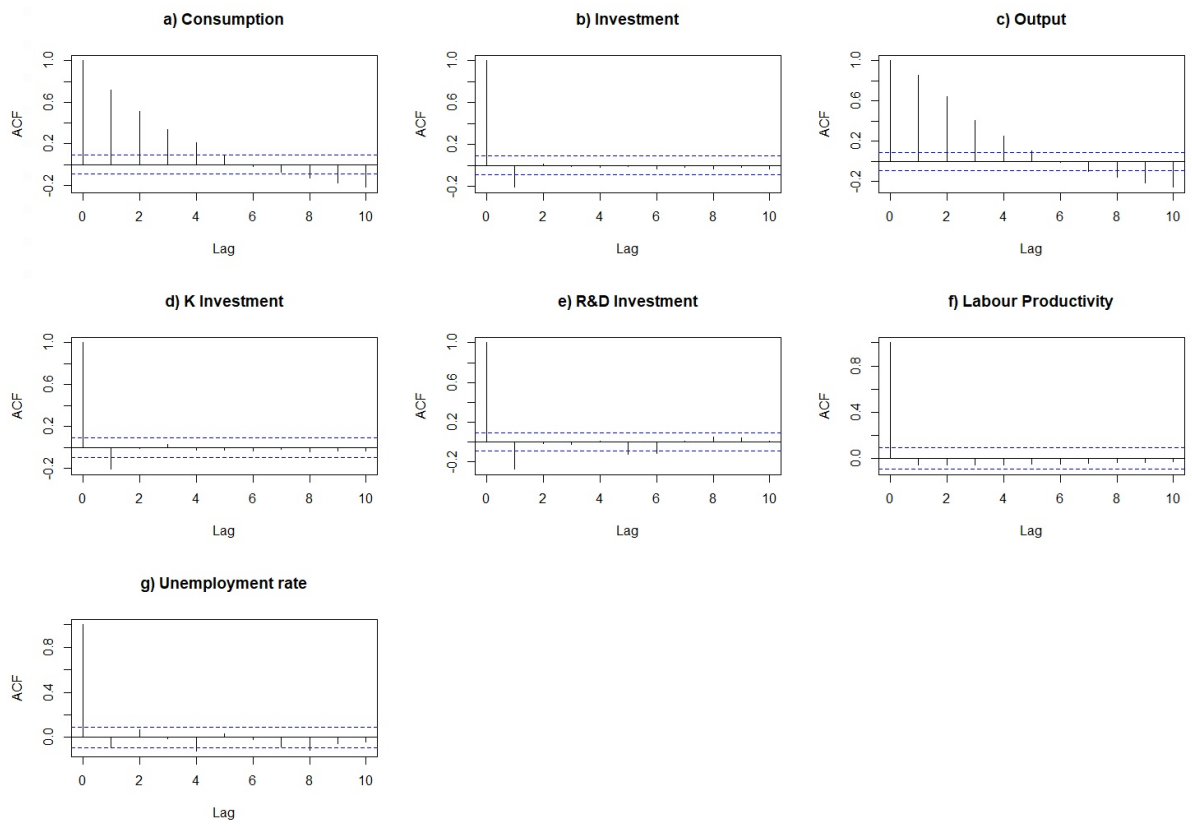 a) Consumption
ACF
1.0
0.6
0.2
-0.2
0 2 4 6 8 10
Lag
b) Investment
ACF
1.0
0.6
0.2
-0.2
0 2 4 6 8 10
Lag
c) Output
ACF
1.0
0.6
0.2
-0.2
0 2 4 6 8 10
Lag
d) K Investment
ACF
1.0
0.6
0.2
-0.2
0 2 4 6 8 10
Lag
e) R&D Investment
ACF
1.0
0.6
0.2
-0.2
0 2 4 6 8 10
Lag
f) Labour Productivity
ACF
0.8
0.4
0.0
0 2 4 6 8 10
Lag
g) Unemployment rate
ACF
0.8
0.4
0.0
0 2 4 6 8 10
Lag